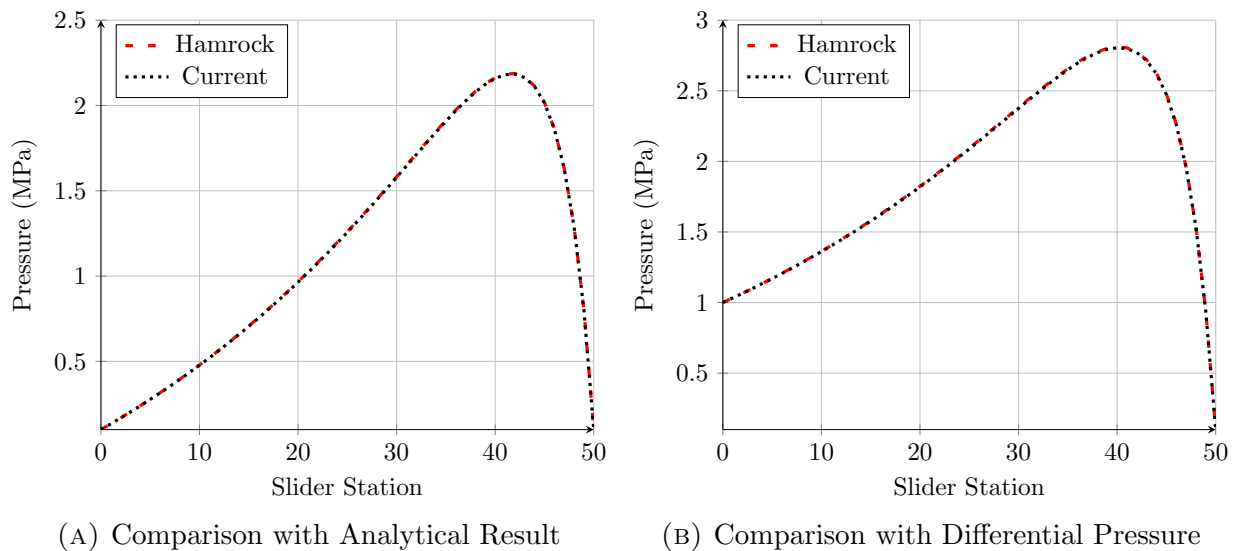 2.5
2
1.5
1
0.5
Pressure (MPa)
Hamrock
Current
0 10 20 30 40 50
Slider Station
(A) Comparison with Analytical Result
3
2.5
2
1.5
1
0.5
Pressure (MPa)
Hamrock
Current
0 10 20 30 40 50
Slider Station
(B) Comparison with Differential Pressure